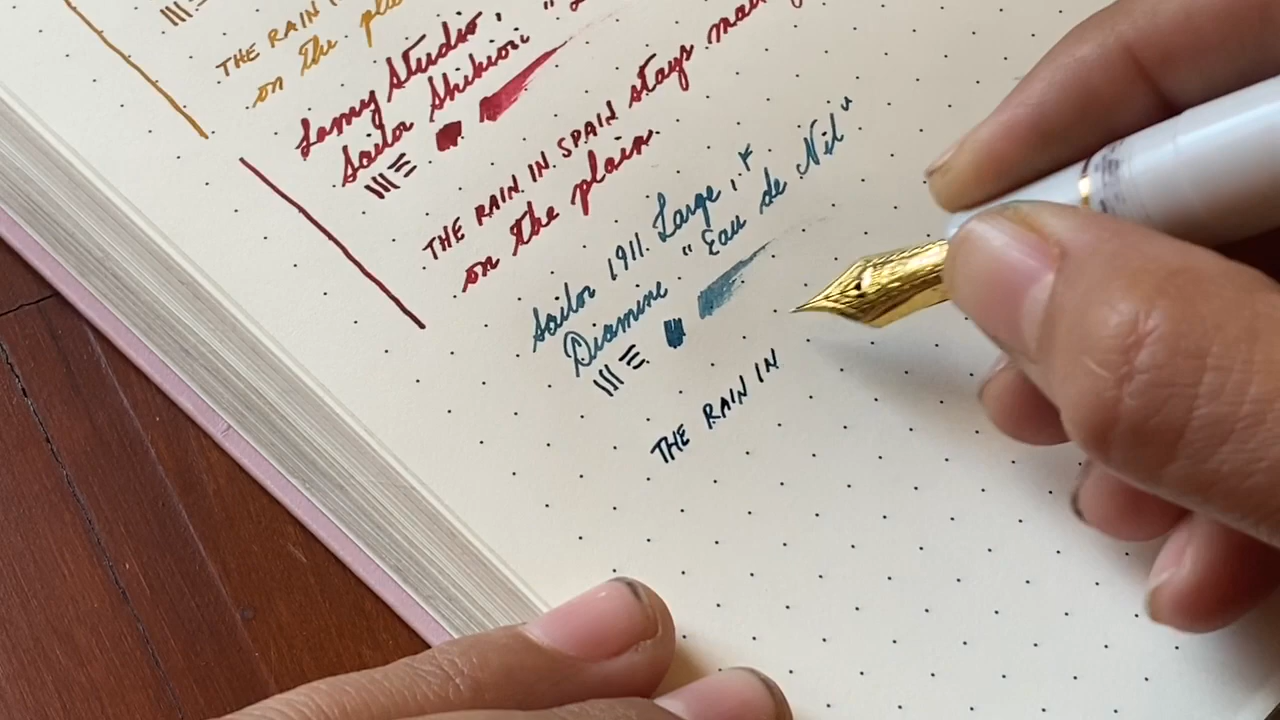 THE RAIN
on the
Lamy Studio,
Sailor Shikiori
THE RAIN IN SPAIN stays
on the plain.
Sailor 1911 Large, F
Diamine "Eau de Nil"
THE RAIN IN